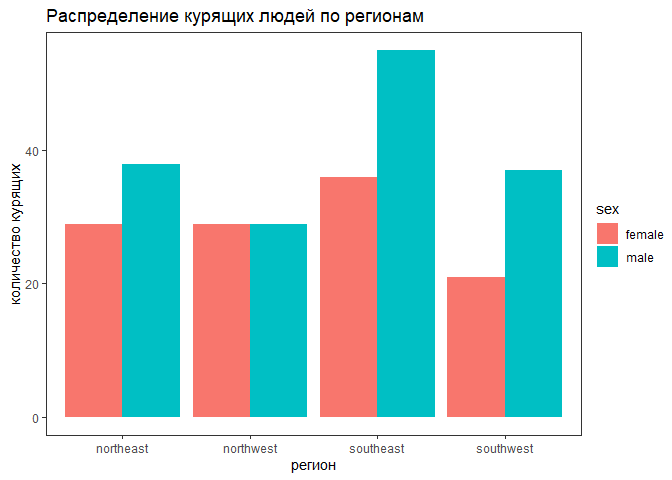 Распределение курящих людей по регионам
количество курящих
40
20
0
northeast
northwest
southeast
southwest
регион
sex
female
male